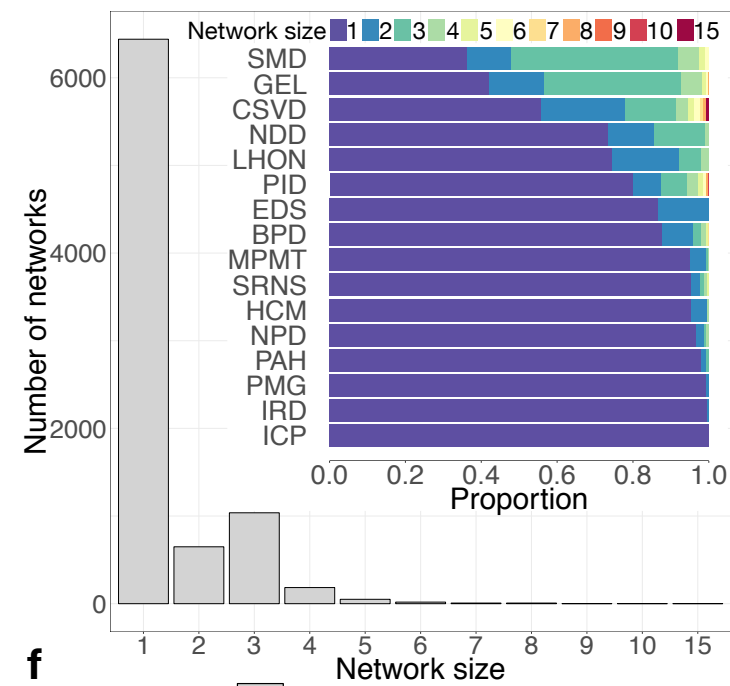 Network size 1 2 3 4 5 6 7 8 9 10 15
SMD
GEL
CSVD
NDD
LHON
PID
EDS
BPD
MPMT
SRNS
HCM
NPD
PAH
PMG
IRD
ICP
0.0 0.2 0.4 0.6 0.8 1.0
Proportion
Number of networks
6000
4000
2000
0
1 2 3 4 5 6 7 8 9 10 15
Network size
f